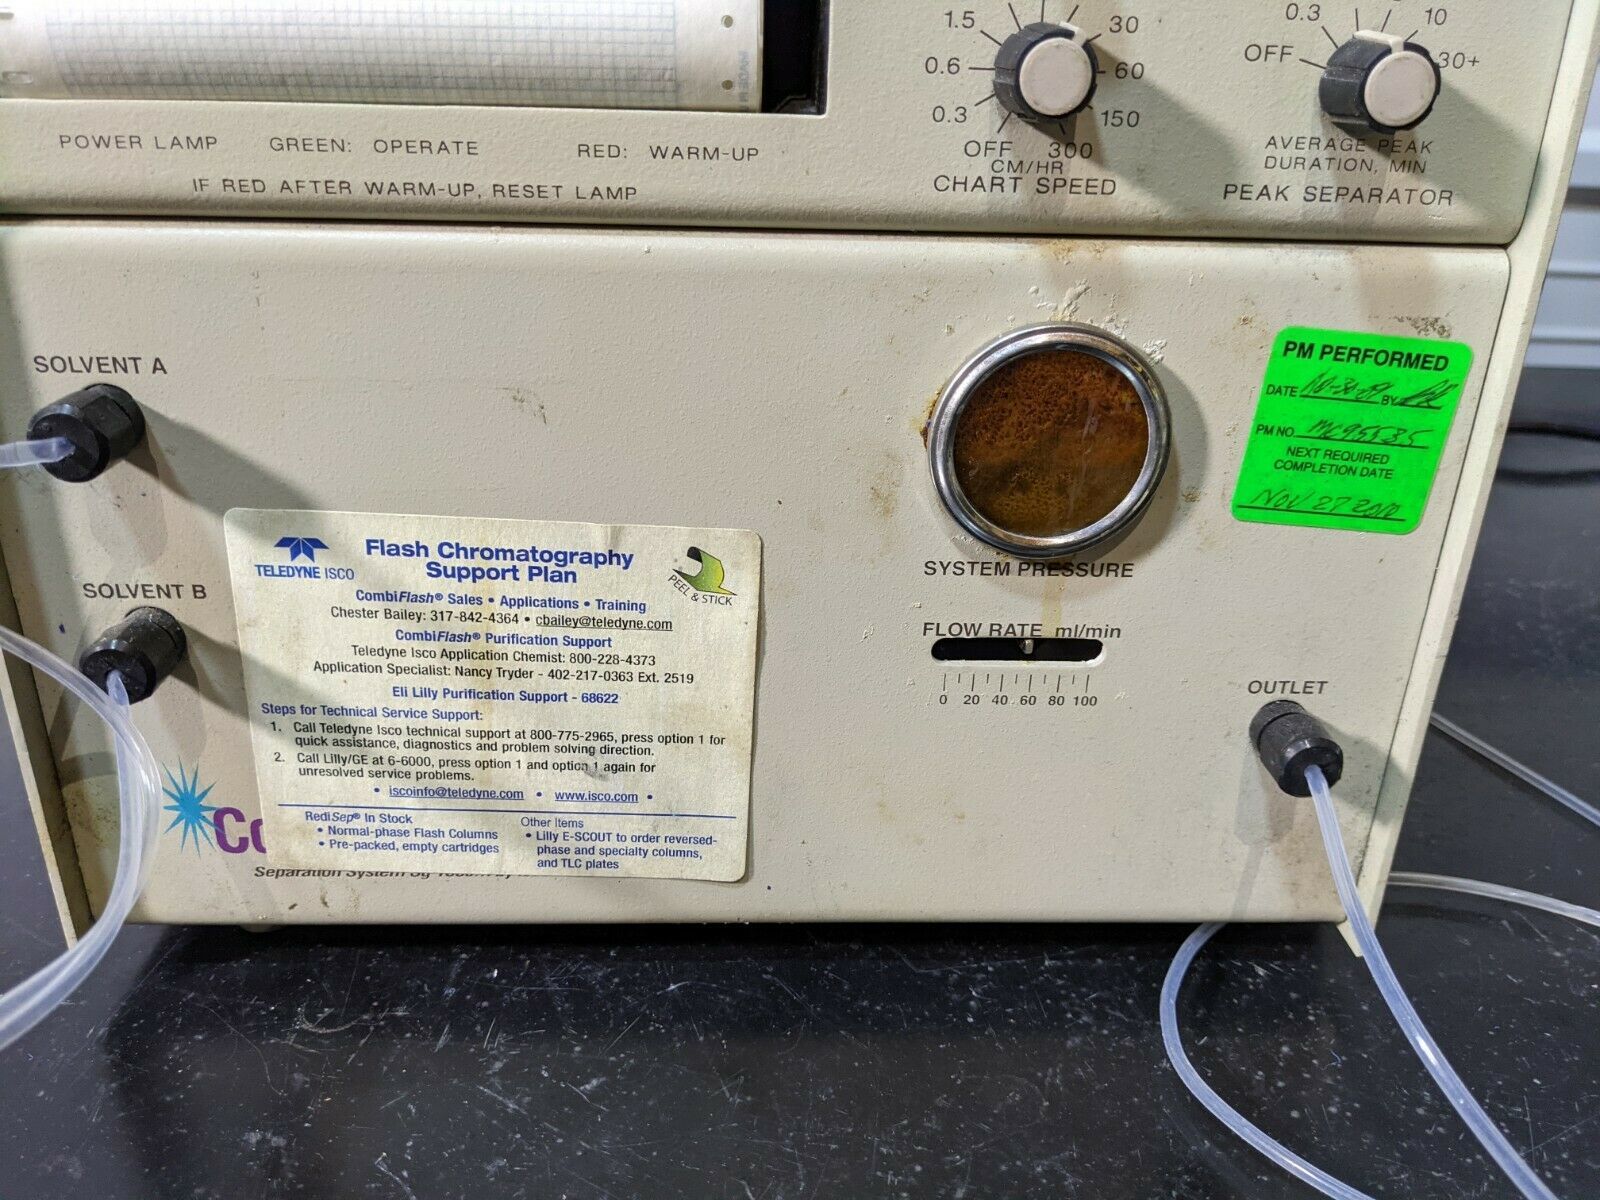 1.5
30
0.6
60
0.3
150
OFF
300
CM/HR
CHART SPEED
0.3
10
OFF
30+
AVERAGE PEAK
DURATION, MIN
PEAK SEPARATOR
POWER LAMP GREEN: OPERATE RED: WARM-UP
IF RED AFTER WARM-UP, RESET LAMP
SOLVENT A
SOLVENT B
TELEDYNE ISCO
Flash Chromatography
Support Plan
PEEL & STICK
CombiFlash® Sales • Applications • Training
Chester Bailey: 317-842-4364 • cbailey@teledyne.com
CombiFlash® Purification Support
Teledyne Isco Application Chemist: 800-228-4373
Application Specialist: Nancy Tryder - 402-217-0363 Ext. 2519
Eli Lilly Purification Support - 68622
Steps for Technical Service Support:
1. Call Teledyne Isco technical support at 800-775-2965, press option 1 for
quick assistance, diagnostics and problem solving direction.
2. Call Lilly/GE at 6-6000, press option 1 and option 1 again for
unresolved service problems.
• iscoinfo@teledyne.com • www.isco.com •
RediSep® In Stock
• Normal-phase Flash Columns
• Pre-packed, empty cartridges
Other Items
• Lilly E-SCOUT to order reversed-
phase and specialty columns,
and TLC plates
Co
Separation System
SYSTEM PRESSURE
FLOW RATE ml/min
0 20 40 60 80 100
OUTLET
PM PERFORMED
DATE BY
PM NO. MC95535
NEXT REQUIRED
COMPLETION DATE
NOV 27 2010